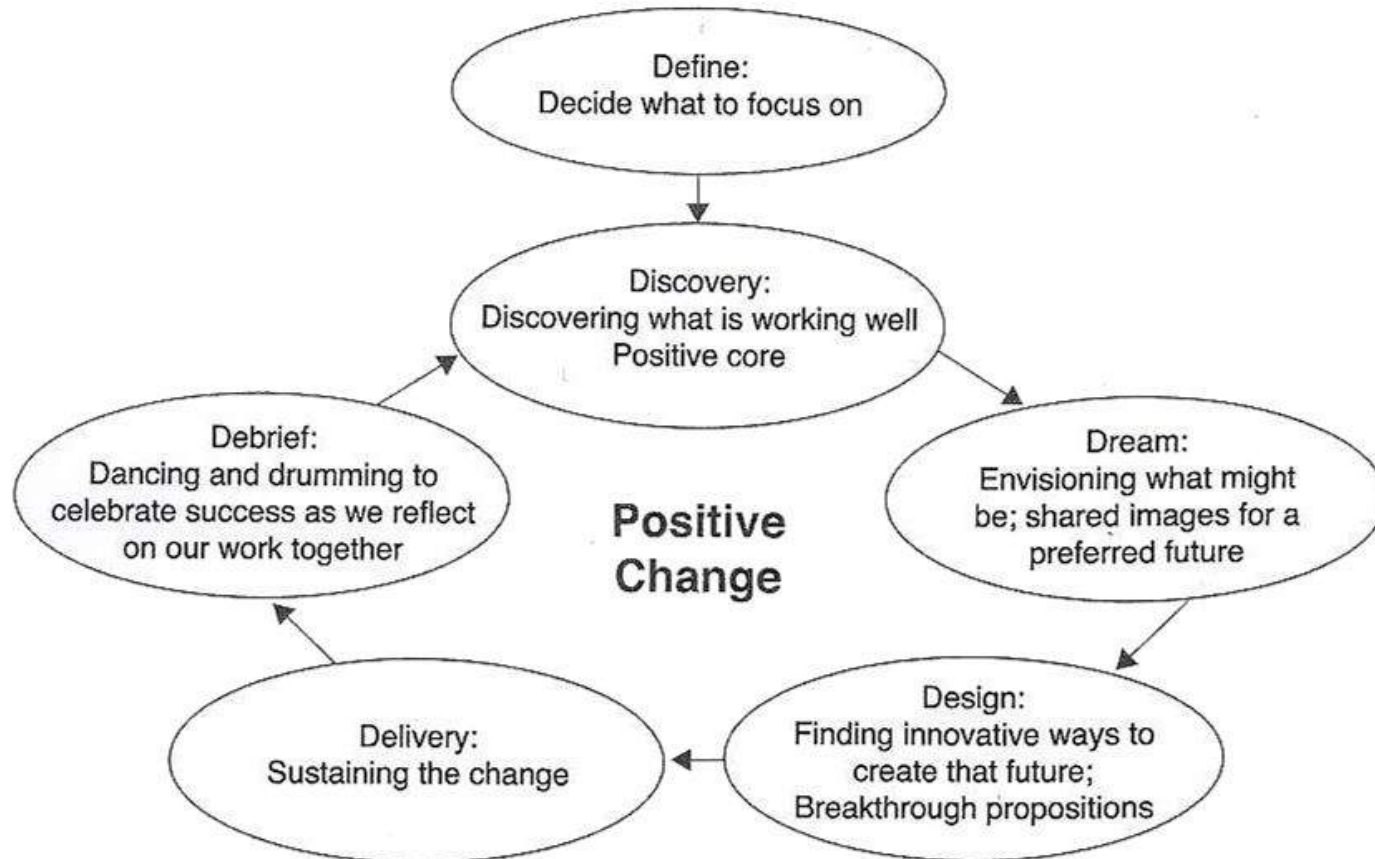 Define:
Decide what to focus on
Discovery:
Discovering what is working well
Positive core
Dream:
Envisioning what might
be; shared images for a
preferred future
Design:
Finding innovative ways to
create that future;
Breakthrough propositions
Delivery:
Sustaining the change
Debrief:
Dancing and drumming to
celebrate success as we reflect
on our work together
Positive
Change